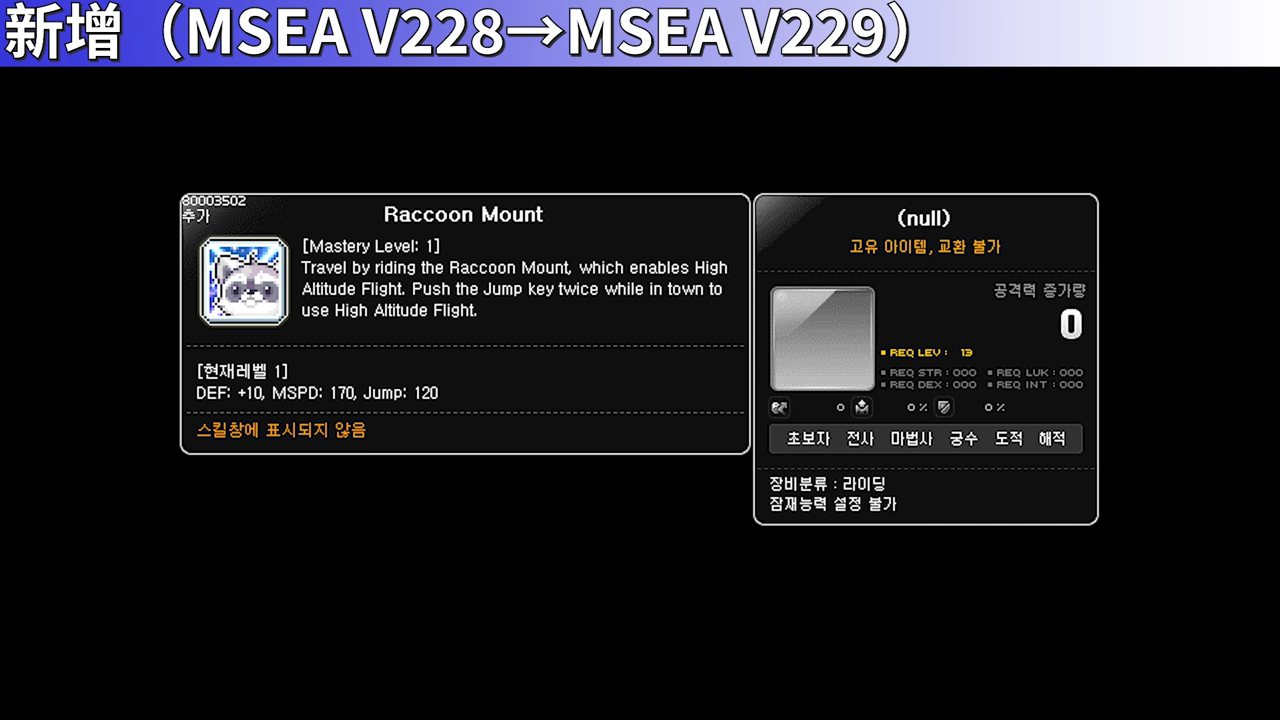 新增（MSEA V228→MSEA V229）
80003502
추가
Raccoon Mount
[Mastery Level: 1]
Travel by riding the Raccoon Mount, which enables High
Altitude Flight. Push the Jump key twice while in town to
use High Altitude Flight.
[현재레벨 1]
DEF: +10, MSPD: 170, Jump: 120
스킬창에 표시되지 않음
(null)
고유 아이템, 교환 불가
공격력 증가량
0
REQ LEV : 13
REQ STR : 000 REQ LUK : 000
REQ DEX : 000 REQ INT : 000
0 0 % 0 %
초보자 전사 마법사 궁수 도적 해적
장비분류 : 라이딩
잠재능력 설정 불가